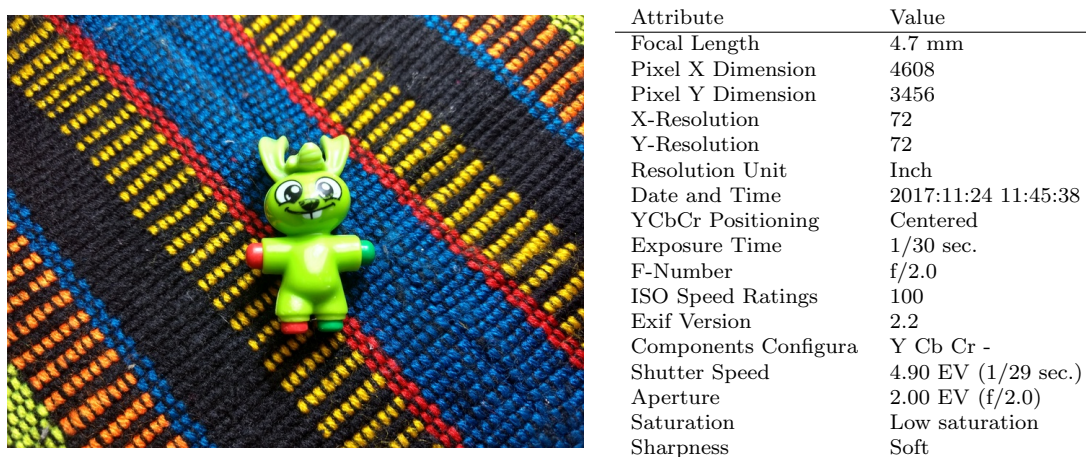 Attribute Value
Focal Length 4.7 mm
Pixel X Dimension 4608
Pixel Y Dimension 3456
X-Resolution 72
Y-Resolution 72
Resolution Unit Inch
Date and Time 2017:11:24 11:45:38
YCbCr Positioning Centered
Exposure Time 1/30 sec.
F-Number f/2.0
ISO Speed Ratings 100
Exif Version 2.2
Components Configura Y Cb Cr -
Shutter Speed 4.90 EV (1/29 sec.)
Aperture 2.00 EV (f/2.0)
Saturation Low saturation
Sharpness Soft